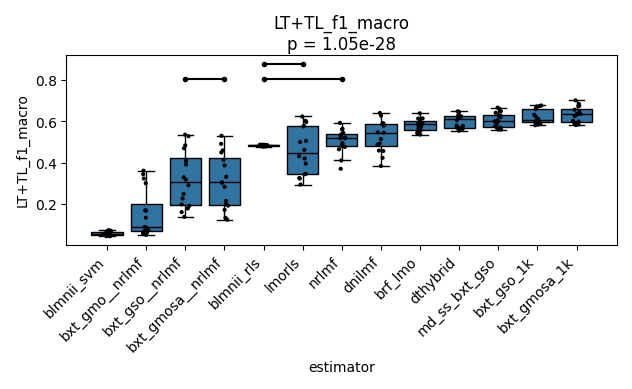 LT+TL_f1_macro
p = 1.05e-28
LT+TL_f1_macro
0.8
0.6
0.4
0.2
blmnii_svm
bxt_gmo__nrlmf
bxt_gso__nrlmf
bxt_gmosa__nrlmf
blmnii_rls
lmorls
nrlmf
dnilmf
brf_lmo
dthybrid
md_ss_bxt_gso
bxt_gso_1k
bxt_gmosa_1k
estimator